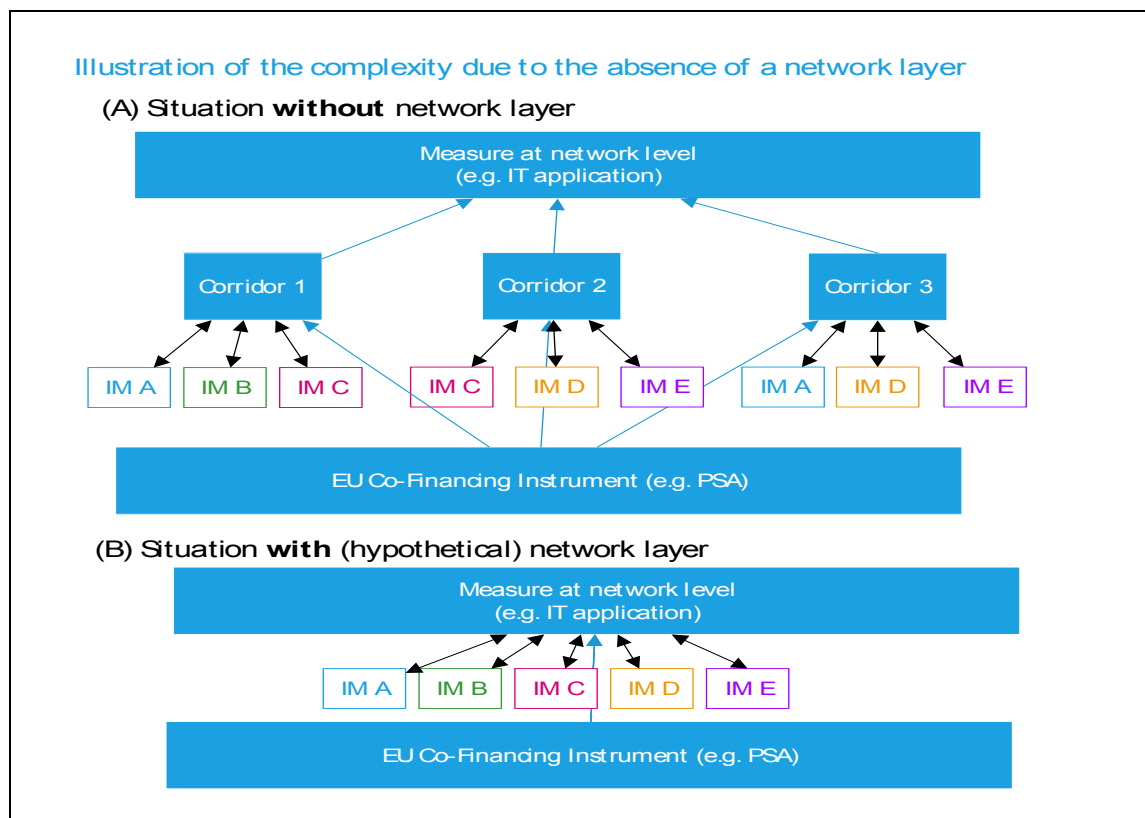 Illustration of the complexity due to the absence of a network layer
(A) Situation without network layer
Measure at network level
(e.g. IT application)
Corridor 1
Corridor 2
Corridor 3
IM A
IM B
IM C
IM C
IM D
IM E
IM A
IM D
IM E
EU Co-Financing Instrument (e.g. PSA)
(B) Situation with (hypothetical) network layer
Measure at network level
(e.g. IT application)
IM A
IM B
IM C
IM D
IM E
EU Co-Financing Instrument (e.g. PSA)